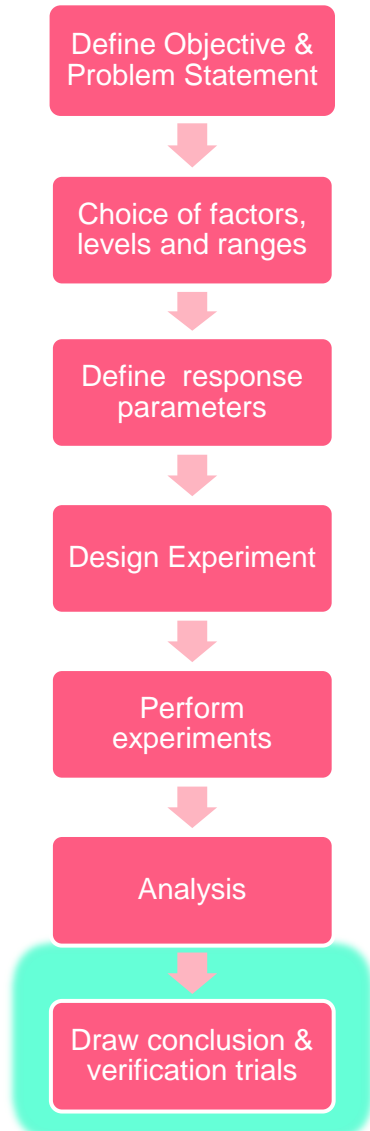 Define Objective &
Problem Statement
Choice of factors,
levels and ranges
Define response
parameters
Design Experiment
Perform
experiments
Analysis
Draw conclusion &
verification trials